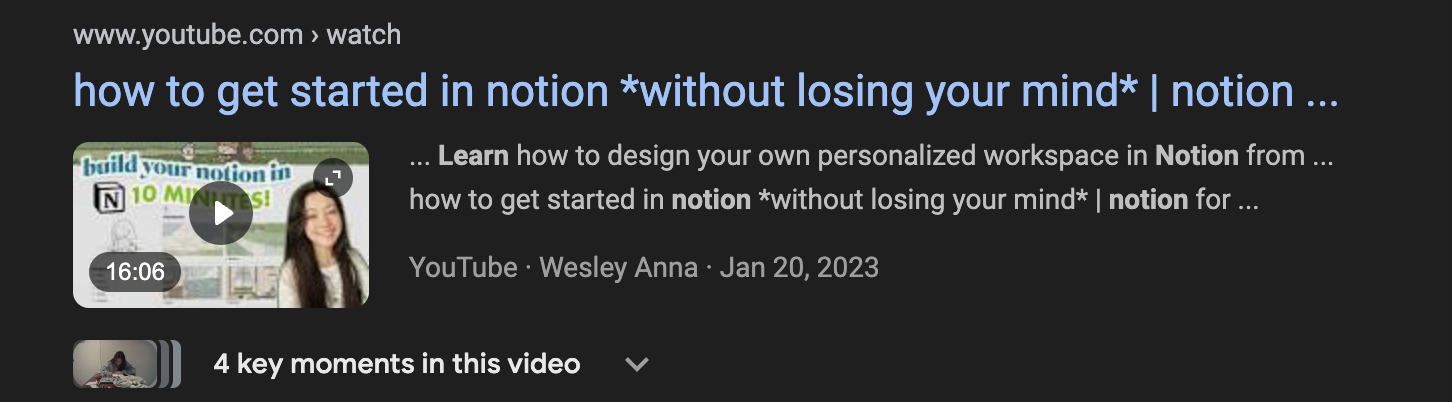 www.youtube.com › watch
how to get started in notion *without losing your mind* | notion ...
build your notion in
N 10 MINUTES!
16:06
... Learn how to design your own personalized workspace in Notion from ...
how to get started in notion *without losing your mind* | notion for ...
YouTube · Wesley Anna · Jan 20, 2023
4 key moments in this video